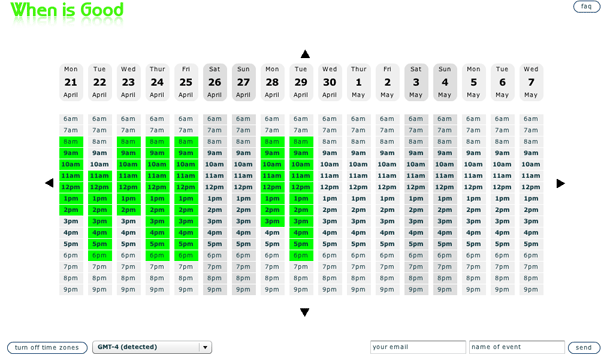 When is Good
faq
Mon Tue Wed Thur Fri Sat Sun Mon Tue Wed Thur Fri Sat Sun Mon Tue Wed
21 22 23 24 25 26 27 28 29 30 1 2 3 4 5 6 7
April April April April April April April April April April May May May May May May May
6am 6am 6am 6am 6am 6am 6am 6am 6am 6am 6am 6am 6am 6am 6am 6am 6am
7am 7am 7am 7am 7am 7am 7am 7am 7am 7am 7am 7am 7am 7am 7am 7am 7am
8am 8am 8am 8am 8am 8am 8am 8am 8am 8am 8am 8am 8am 8am 8am 8am 8am
9am 9am 9am 9am 9am 9am 9am 9am 9am 9am 9am 9am 9am 9am 9am 9am 9am
10am 10am 10am 10am 10am 10am 10am 10am 10am 10am 10am 10am 10am 10am 10am 10am 10am
11am 11am 11am 11am 11am 11am 11am 11am 11am 11am 11am 11am 11am 11am 11am 11am 11am
12pm 12pm 12pm 12pm 12pm 12pm 12pm 12pm 12pm 12pm 12pm 12pm 12pm 12pm 12pm 12pm 12pm
1pm 1pm 1pm 1pm 1pm 1pm 1pm 1pm 1pm 1pm 1pm 1pm 1pm 1pm 1pm 1pm 1pm
2pm 2pm 2pm 2pm 2pm 2pm 2pm 2pm 2pm 2pm 2pm 2pm 2pm 2pm 2pm 2pm 2pm
3pm 3pm 3pm 3pm 3pm 3pm 3pm 3pm 3pm 3pm 3pm 3pm 3pm 3pm 3pm 3pm 3pm
4pm 4pm 4pm 4pm 4pm 4pm 4pm 4pm 4pm 4pm 4pm 4pm 4pm 4pm 4pm 4pm 4pm
5pm 5pm 5pm 5pm 5pm 5pm 5pm 5pm 5pm 5pm 5pm 5pm 5pm 5pm 5pm 5pm 5pm
6pm 6pm 6pm 6pm 6pm 6pm 6pm 6pm 6pm 6pm 6pm 6pm 6pm 6pm 6pm 6pm 6pm
7pm 7pm 7pm 7pm 7pm 7pm 7pm 7pm 7pm 7pm 7pm 7pm 7pm 7pm 7pm 7pm 7pm
8pm 8pm 8pm 8pm 8pm 8pm 8pm 8pm 8pm 8pm 8pm 8pm 8pm 8pm 8pm 8pm 8pm
9pm 9pm 9pm 9pm 9pm 9pm 9pm 9pm 9pm 9pm 9pm 9pm 9pm 9pm 9pm 9pm 9pm
turn off time zones GMT-4 (detected) your email name of event send